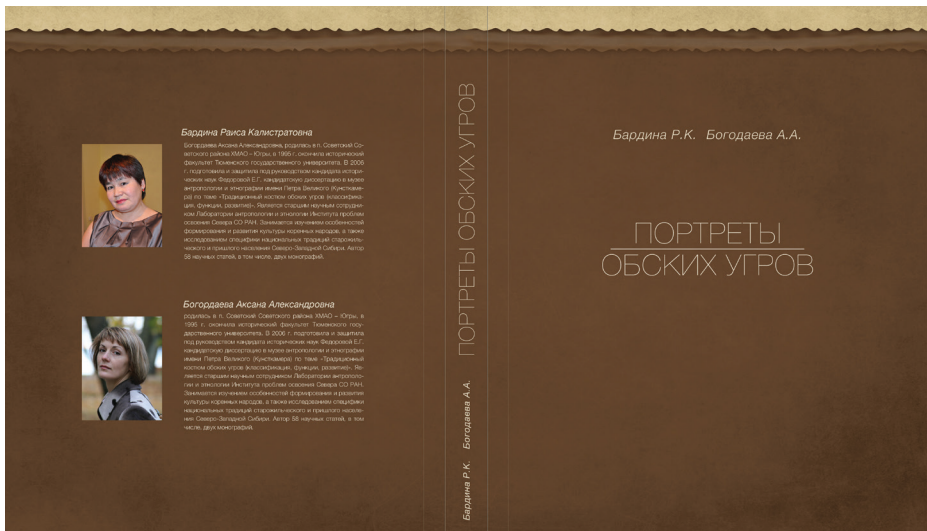 Бардина Раиса Калистратовна
Богордаева Аксана Александровна, родилась в п. Советский Со-
ветского района ХМАО – Югры, в 1995 г. окончила исторический
факультет Тюменского государственного университета. В 2006
г. подготовила и защитила под руководством кандидата истори-
ческих наук Федоровой Е.Г. кандидатскую диссертацию в музее
антропологии и этнографии имени Петра Великого (Кунсткаме-
ра) по теме «Традиционный костюм обских угров (классифика-
ция, функции, развитие)». Является старшим научным сотрудни-
ком Лаборатории антропологии и этнологии Института проблем
освоения Севера СО РАН. Занимается изучением особенностей
формирования и развития культуры коренных народов, а также
исследованием специфики национальных традиций старожиль-
ческого и пришлого населения Северо-Западной Сибири. Автор
58 научных статей, в том числе, двух монографий.
Богордаева Аксана Александровна
родилась в п. Советский Советского района ХМАО – Югры, в
1995 г. окончила исторический факультет Тюменского госу-
дарственного университета. В 2006 г. подготовила и защитила
под руководством кандидата исторических наук Федоровой Е.Г.
кандидатскую диссертацию в музее антропологии и этнографии
имени Петра Великого (Кунсткамера) по теме «Традиционный
костюм обских угров (классификация, функции, развитие)». Яв-
ляется старшим научным сотрудником Лаборатории антрополо-
гии и этнологии Института проблем освоения Севера СО РАН.
Занимается изучением особенностей формирования и развития
культуры коренных народов, а также исследованием специфики
национальных традиций старожильческого и пришлого населе-
ния Северо-Западной Сибири. Автор 58 научных статей, в том
числе, двух монографий.
Бардина Р.К. Богодаева А.А. ПОРТРЕТЫ ОБСКИХ УГРОВ
Бардина Р.К. Богодаева А.А.
ПОРТРЕТЫ
ОБСКИХ УГРОВ